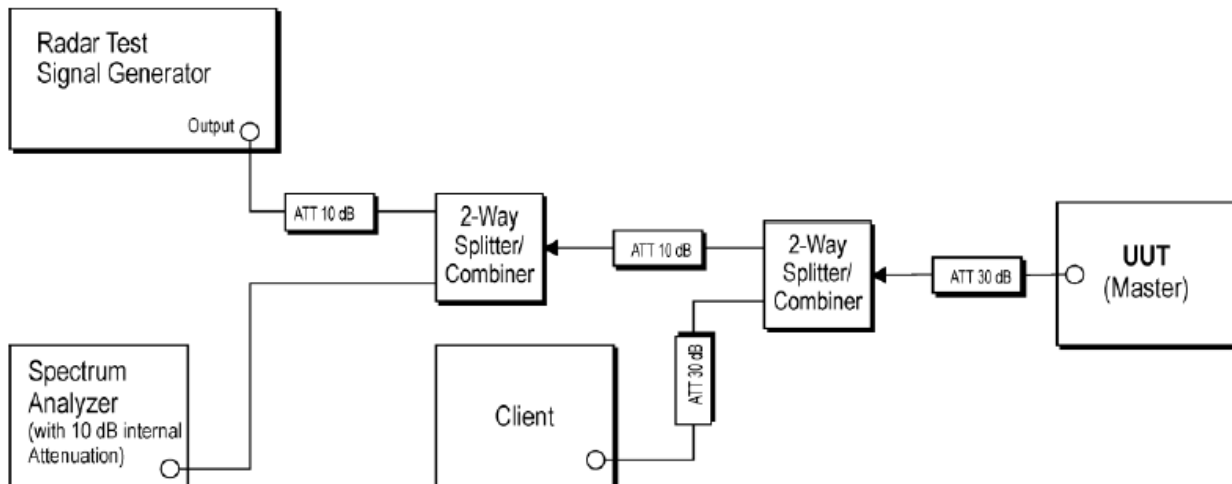 Radar Test
Signal Generator
Output
ATT 10 dB
2-Way
Splitter/
Combiner
ATT 10 dB
2-Way
Splitter/
Combiner
ATT 30 dB
UUT
(Master)
ATT 30 dB
Spectrum
Analyzer
(with 10 dB internal
Attenuation)
Client